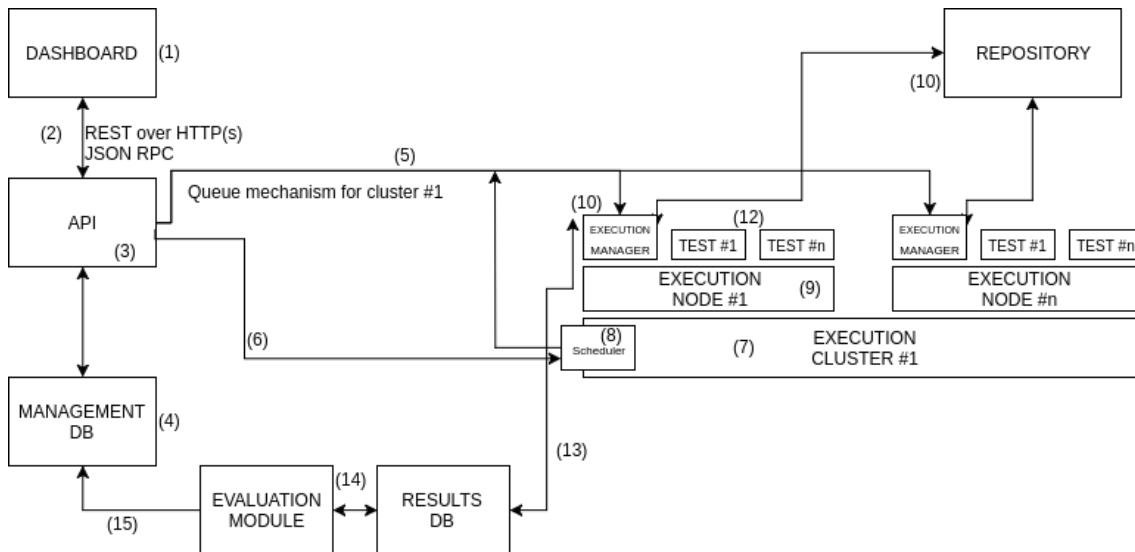 DASHBOARD
(1)
REPOSITORY
(10)
(2)
REST over HTTP(s)
JSON RPC
(5)
Queue mechanism for cluster #1
API
(3)
(10)
EXECUTION
MANAGER
(12)
TEST #1
TEST #n
EXECUTION
MANAGER
TEST #1
TEST #n
EXECUTION
NODE #1
(9)
EXECUTION
NODE #n
(6)
(8)
Scheduler
(7)
EXECUTION
CLUSTER #1
MANAGEMENT
DB
(4)
(13)
(14)
EVALUATION
MODULE
RESULTS
DB
(15)